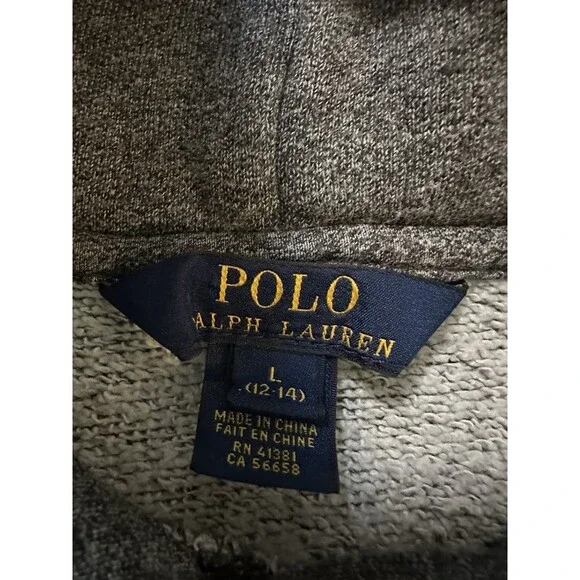 POLO
RALPH LAUREN
L
(12-14)
MADE IN CHINA
FAIT EN CHINE
RN 41381
CA 56658